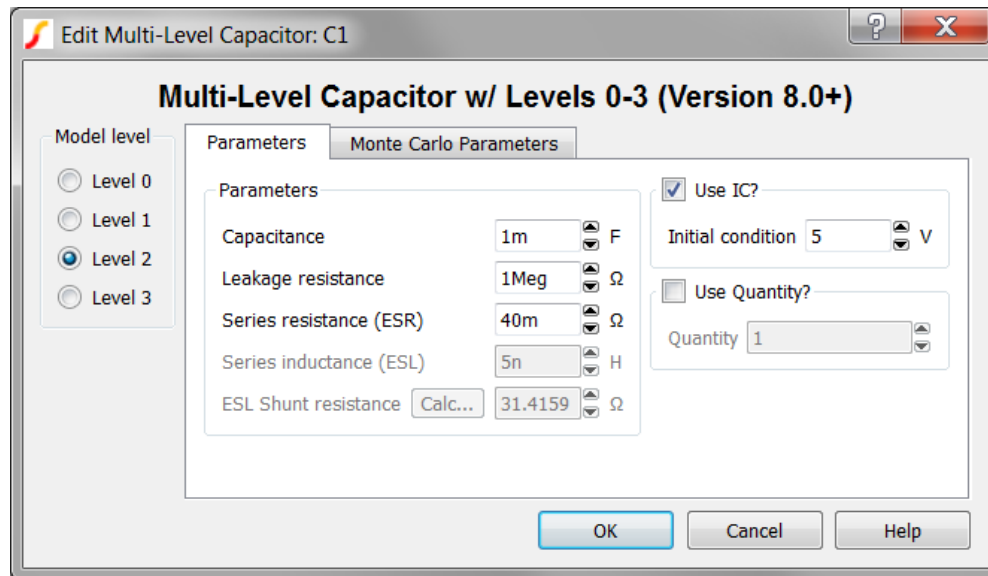 Edit Multi-Level Capacitor: C1
Multi-Level Capacitor w/ Levels 0-3 (Version 8.0+)
Model level
Level 0
Level 1
Level 2
Level 3
Parameters
Monte Carlo Parameters
Parameters
Capacitance 1m F
Leakage resistance 1Meg Ω
Series resistance (ESR) 40m Ω
Series inductance (ESL) 5n H
ESL Shunt resistance Calc... 31.4159 Ω
Use IC?
Initial condition 5 V
Use Quantity?
Quantity 1
OK
Cancel
Help